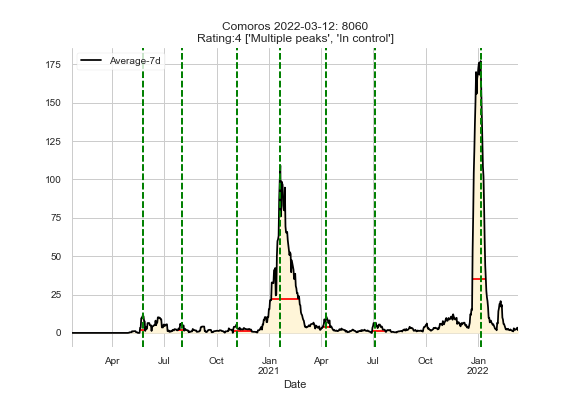 Comoros 2022-03-12: 8060
Rating:4 ['Multiple peaks', 'In control']
Average-7d
175
150
125
100
75
50
25
0
Apr Jul Oct Jan Apr Jul Oct Jan
2021 2022
Date